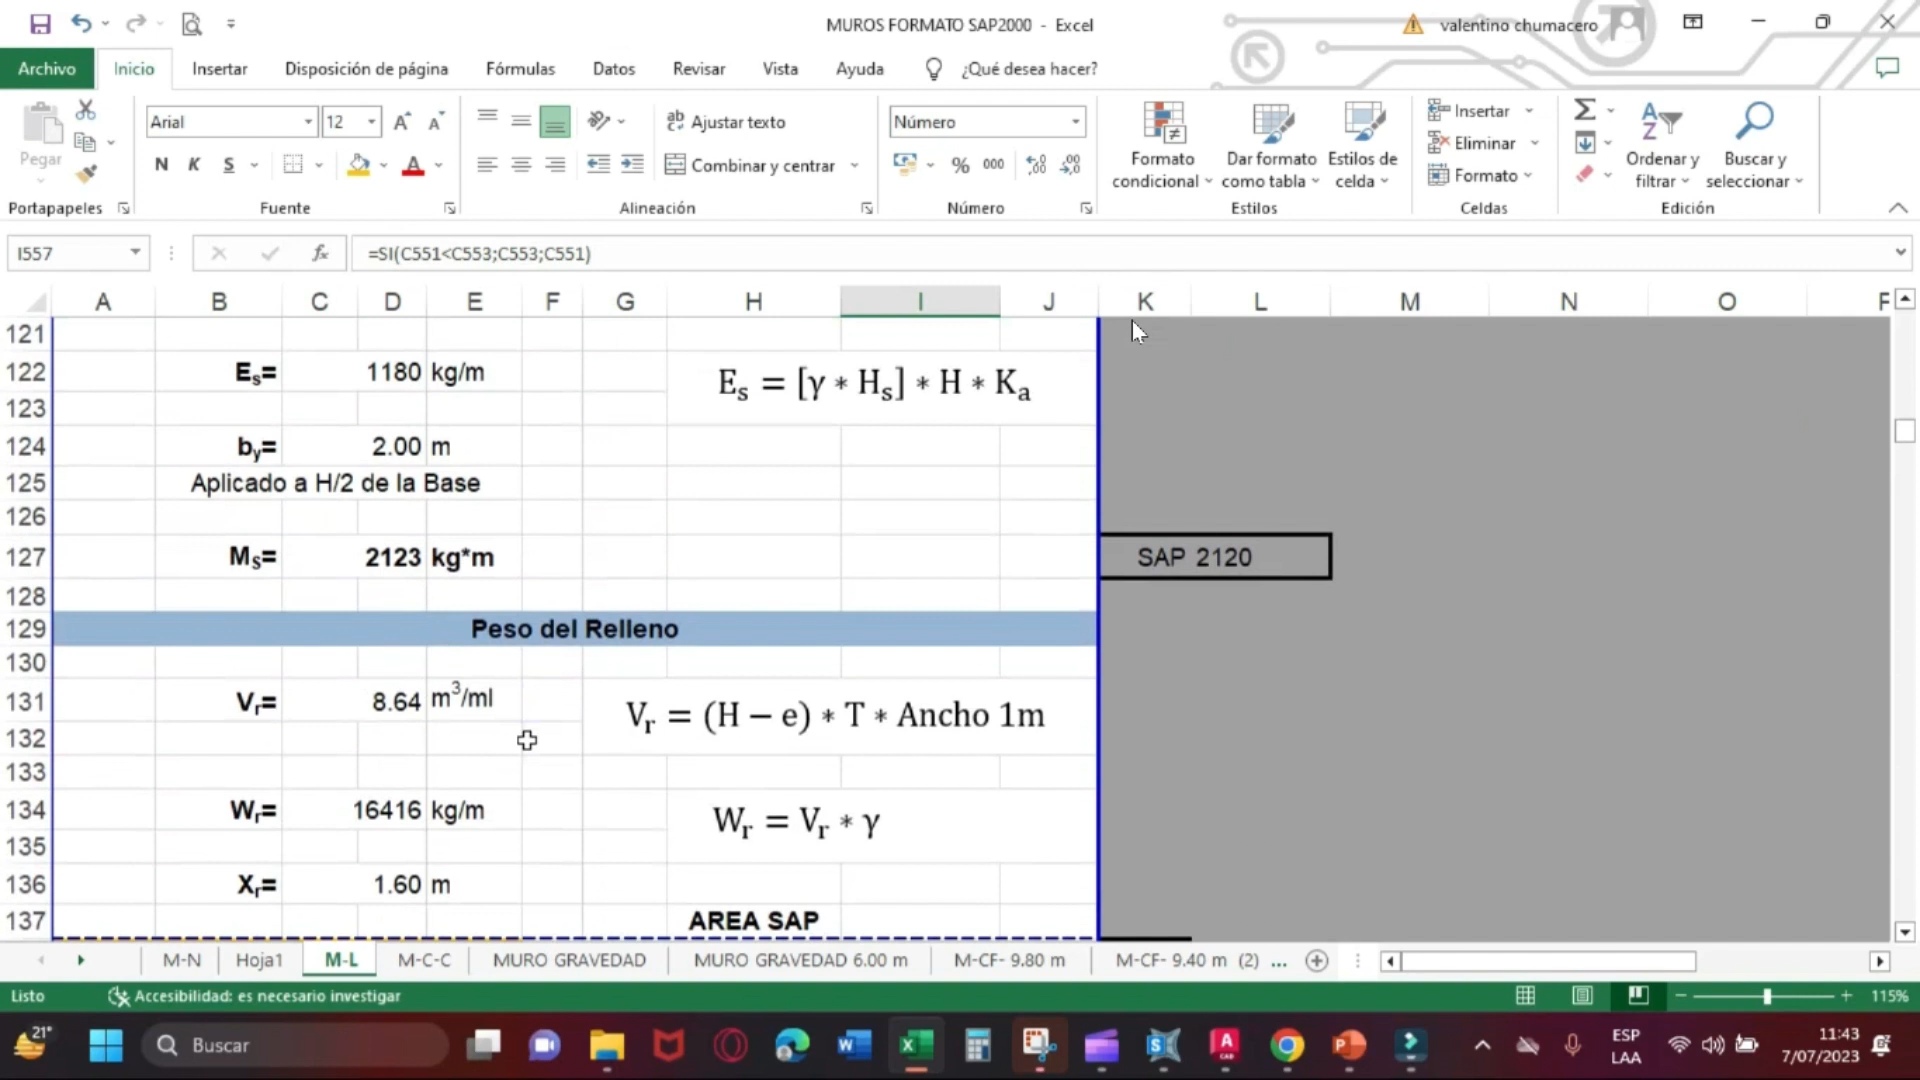 MUROS FORMATO SAP2000 - Excel
valentino chumacero
Archivo
Inicio
Insertar
Disposición de página
Fórmulas
Datos
Revisar
Vista
Ayuda
¿Qué desea hacer?
Pegar
Portapapeles
Arial
12
N K S
Fuente
Ajustar texto
Combinar y centrar
Alineación
Número
% 000
Número
Formato condicional
Dar formato como tabla
Estilos de celda
Estilos
Insertar
Eliminar
Formato
Celdas
Ordenar y filtrar
Buscar y seleccionar
Edición
I557
fx
=SI(C551<C553;C553;C551)
A B C D E F G H I J K L M N O
121
122 Es= 1180 kg/m Es = [γ ∗ Hs] ∗ H ∗ Ka
123
124 by= 2.00 m
125 Aplicado a H/2 de la Base
126
127 MS= 2123 kg*m SAP 2120
128
129 Peso del Relleno
130
131 Vr= 8.64 m³/ml Vr = (H − e) ∗ T ∗ Ancho 1m
132
133
134 Wr= 16416 kg/m Wr = Vr ∗ γ
135
136 Xr= 1.60 m
137 AREA SAP
M-N
Hoja1
M-L
M-C-C
MURO GRAVEDAD
MURO GRAVEDAD 6.00 m
M-CF- 9.80 m
M-CF- 9.40 m (2) ...
Listo
Accesibilidad: es necesario investigar
115%
21°
Buscar
ESP
LAA
11:43
7/07/2023